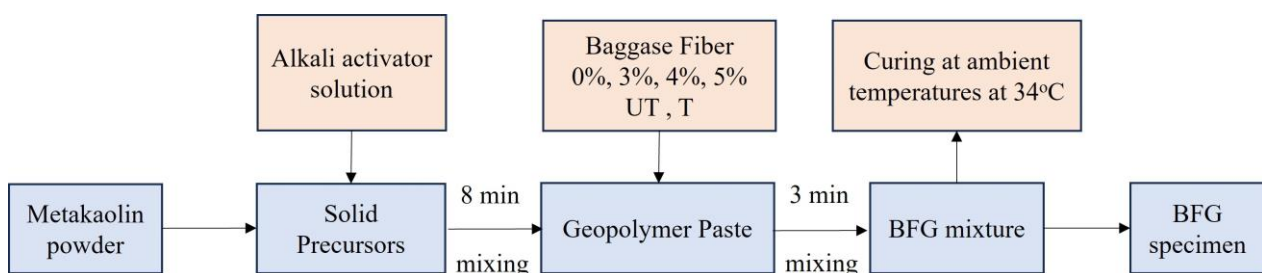 Alkali activator
solution
Baggase Fiber
0%, 3%, 4%, 5%
UT , T
Curing at ambient
temperatures at 34ᵒC
Metakaolin
powder
Solid
Precursors
8 min
mixing
Geopolymer Paste
3 min
mixing
BFG mixture
BFG
specimen